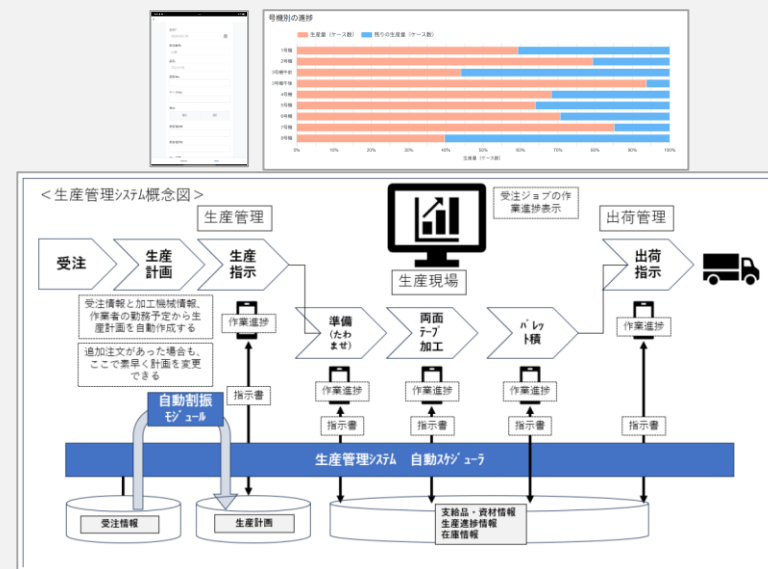 号機別の進捗
生産量（ケース数）
残りの生産量（ケース数）
1号機
2号機
3号機午前
3号機午後
4号機
5号機
6号機
7号機
8号機
0%
10%
20%
30%
40%
50%
60%
70%
80%
90%
100%
生産量（ケース数）
＜生産管理ｼｽﾃﾑ概念図＞
生産管理
受注ジョブの作
業進捗表示
出荷管理
受注
生産
計画
生産
指示
生産現場
出荷
指示
受注情報と加工機械情報、
作業者の勤務予定から生
産計画を自動作成する
追加注文があった場合も、
ここで素早く計画を変更
できる
作業進捗
準備
(たわ
ませ)
両面
ﾃｰﾌﾟ
加工
ﾊﾟﾚｯ
ﾄ積
作業進捗
作業進捗
作業進捗
作業進捗
自動割振
ﾓｼﾞｭｰﾙ
指示書
指示書
指示書
指示書
指示書
生産管理ｼｽﾃﾑ　自動ｽｹｼﾞｭｰﾗ
受注情報
生産計画
支給品・資材情報
生産進捗情報
在庫情報